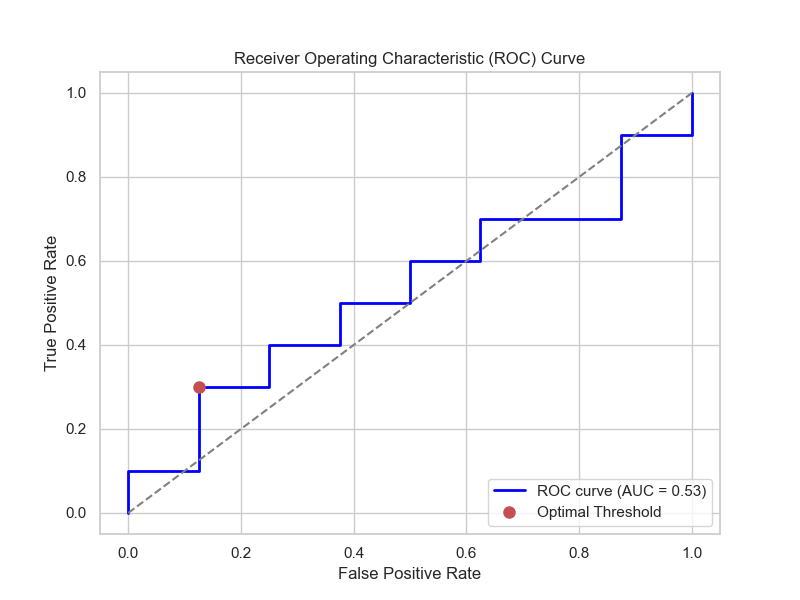 Receiver Operating Characteristic (ROC) Curve
True Positive Rate
1.0
0.8
0.6
0.4
0.2
0.0
0.0 0.2 0.4 0.6 0.8 1.0
False Positive Rate
ROC curve (AUC = 0.53)
Optimal Threshold